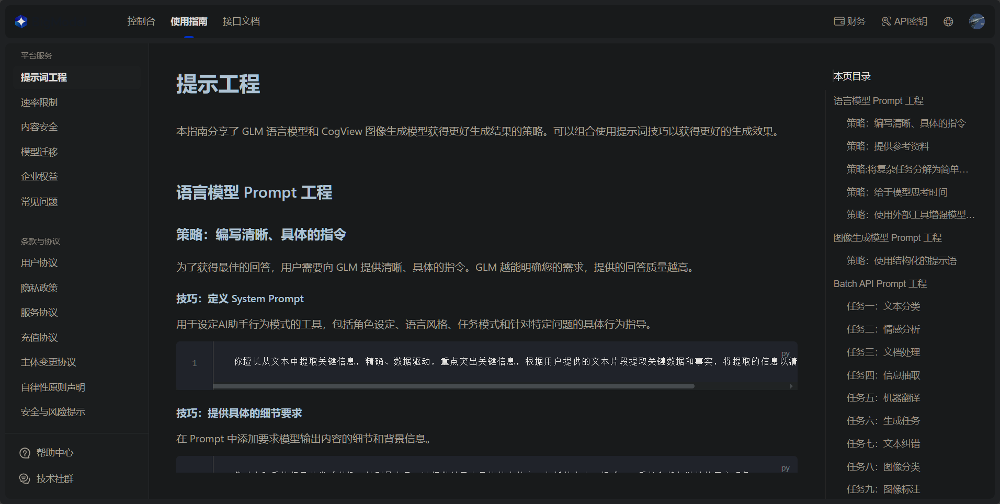 控制台
使用指南
接口文档
财务
API密钥
平台服务
提示词工程
速率限制
内容安全
模型迁移
企业权益
常见问题
条款与协议
用户协议
隐私政策
服务协议
充值协议
主体变更协议
自律性原则声明
安全与风险提示
帮助中心
技术社群
提示工程
本指南分享了 GLM 语言模型和 CogView 图像生成模型获得更好生成结果的策略。可以组合使用提示词技巧以获得更好的生成效果。
语言模型 Prompt 工程
策略：编写清晰、具体的指令
为了获得最佳的回答，用户需要向 GLM 提供清晰、具体的指令。GLM 越能明确您的需求，提供的回答质量越高。
技巧：定义 System Prompt
用于设定AI助手行为模式的工具，包括角色设定、语言风格、任务模式和针对特定问题的具体行为指导。
py
1
你擅长从文本中提取关键信息，精确、数据驱动，重点突出关键信息，根据用户提供的文本片段提取关键数据和事实，将提取的信息以清
技巧：提供具体的细节要求
在 Prompt 中添加要求模型输出内容的细节和背景信息。
py
本页目录
语言模型 Prompt 工程
策略：编写清晰、具体的指令
策略：提供参考资料
策略:将复杂任务分解为简单...
策略：给于模型思考时间
策略：使用外部工具增强模型...
图像生成模型 Prompt 工程
策略：使用结构化的提示语
Batch API Prompt 工程
任务一：文本分类
任务二：情感分析
任务三：文档处理
任务四：信息抽取
任务五：机器翻译
任务六：生成任务
任务七：文本纠错
任务八：图像分类
任务九：图像标注